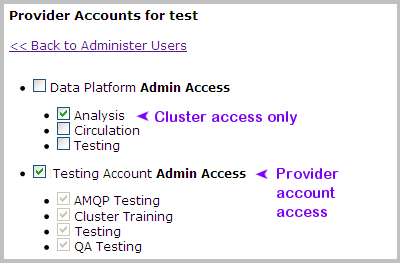 Provider Accounts for test
<< Back to Administer Users
Data Platform Admin Access
Analysis
Cluster access only
Circulation
Testing
Testing Account Admin Access
Provider
account
access
AMQP Testing
Cluster Training
Testing
QA Testing